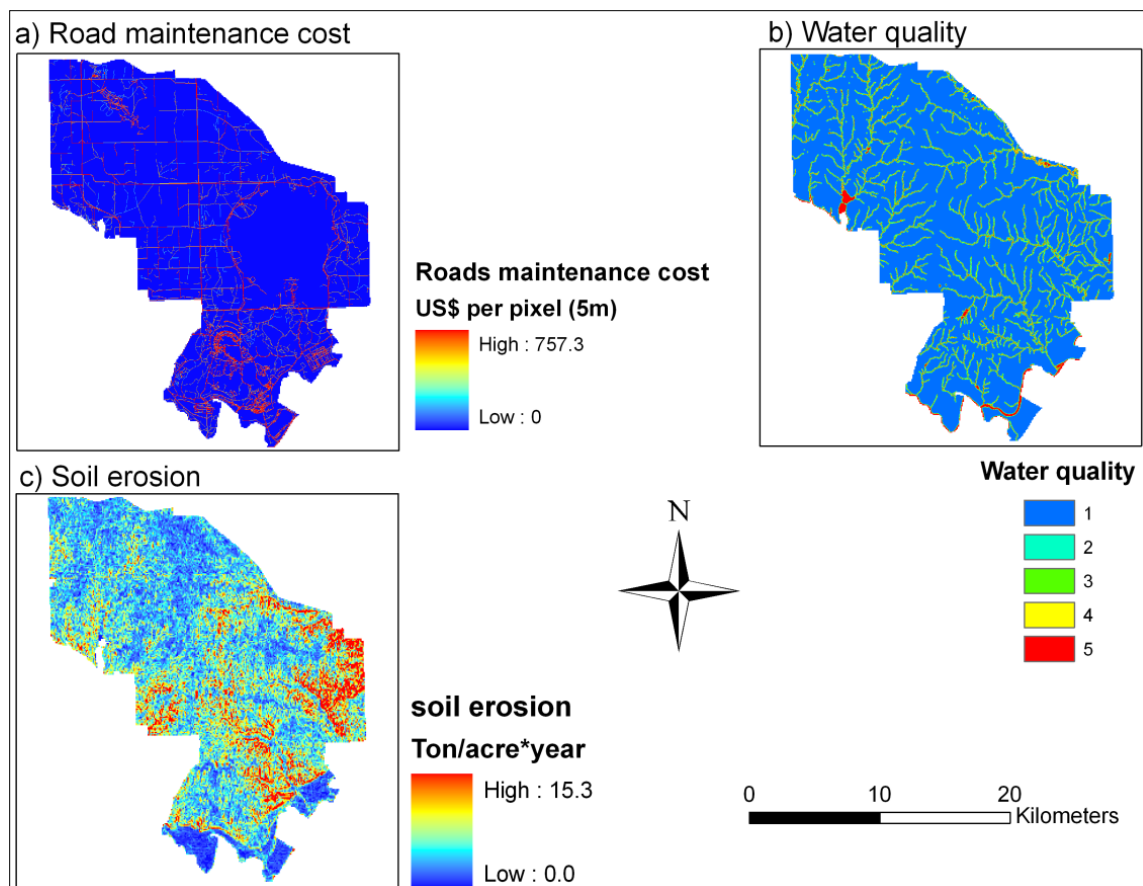 a) Road maintenance cost
b) Water quality
Roads maintenance cost
US$ per pixel (5m)
High : 757.3
Low : 0
c) Soil erosion
soil erosion
Ton/acre*year
High : 15.3
Low : 0.0
N
Water quality
1
2
3
4
5
0 10 20
Kilometers